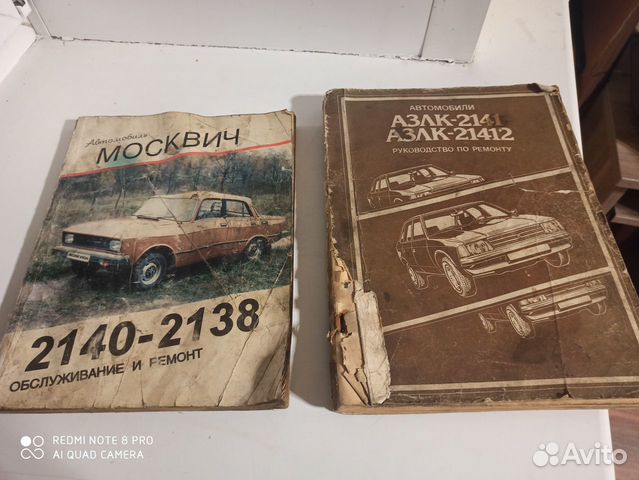 Автомобиль
МОСКВИЧ
2140-2138
ОБСЛУЖИВАНИЕ И РЕМОНТ
АВТОМОБИЛИ
АЗЛК-2141
АЗЛК-21412
РУКОВОДСТВО ПО РЕМОНТУ
REDMI NOTE 8 PRO
AI QUAD CAMERA
Avito